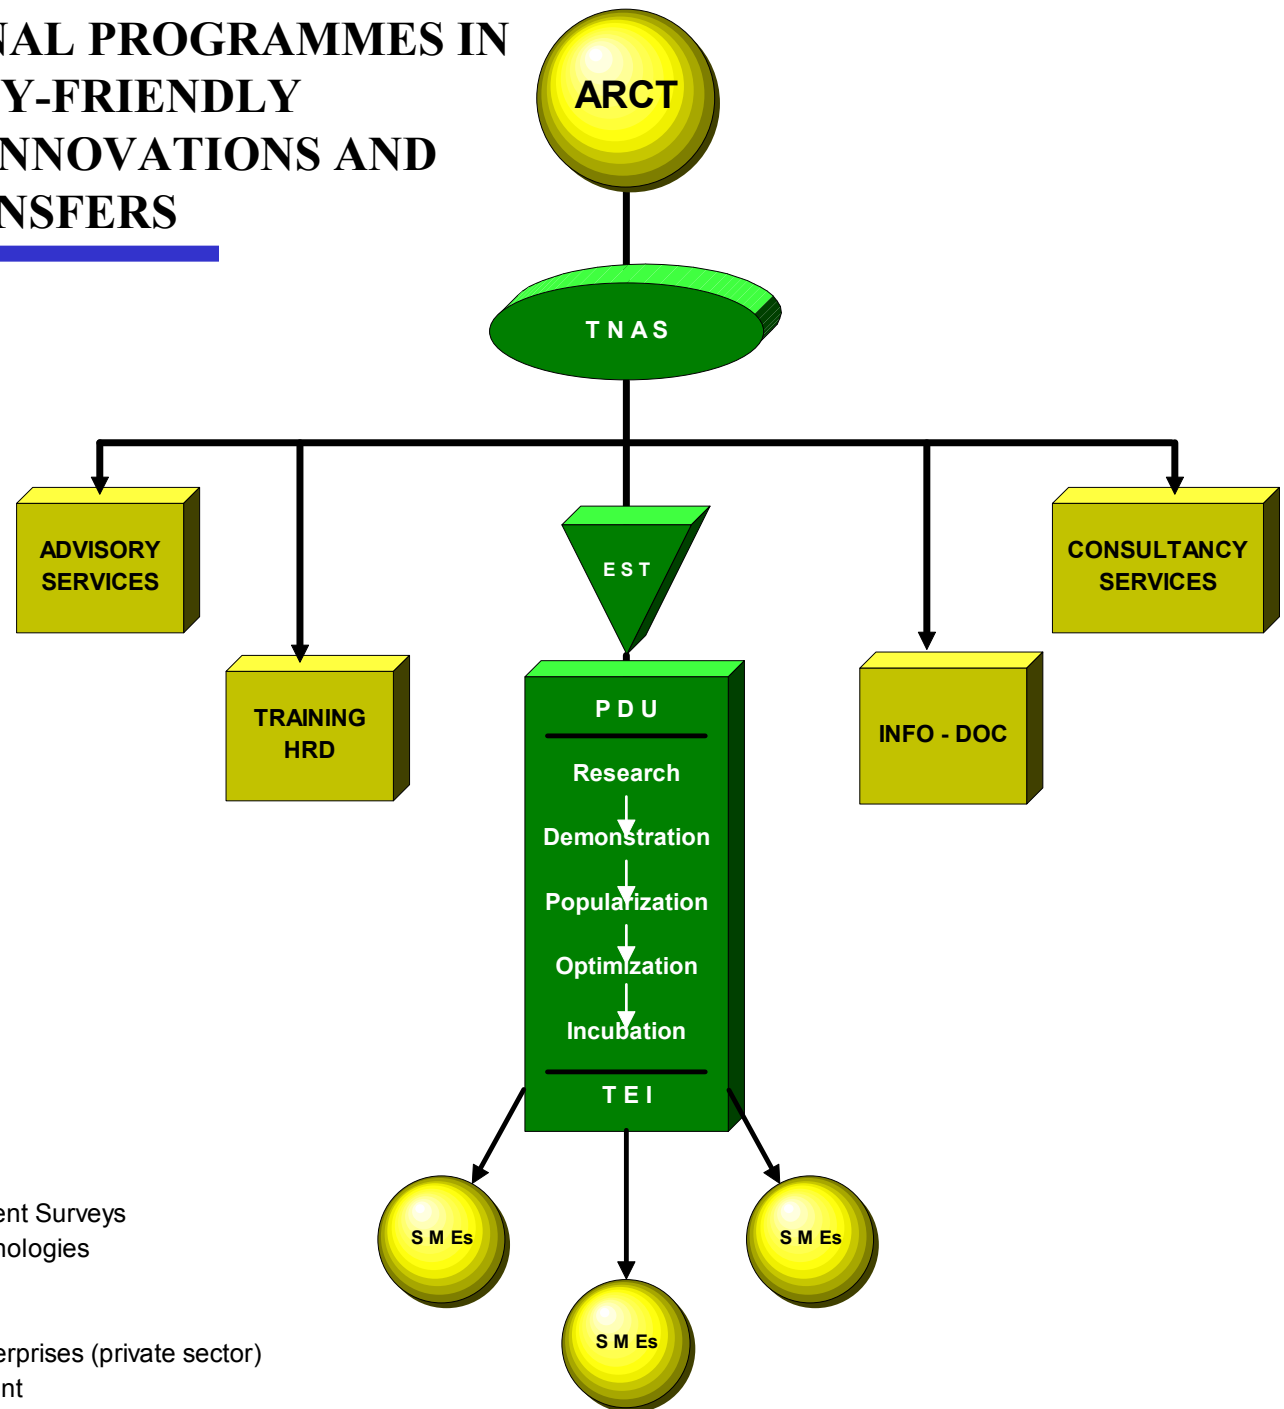 NAL PROGRAMMES IN
Y-FRIENDLY
NNOVATIONS AND
NSFERS
ARCT
T N A S
ADVISORY
SERVICES
E S T
CONSULTANCY
SERVICES
TRAINING
HRD
P D U
INFO - DOC
Research
Demonstration
Popularization
Optimization
Incubation
T E I
ent Surveys
nologies
S M Es
S M Es
S M Es
erprises (private sector)
nt